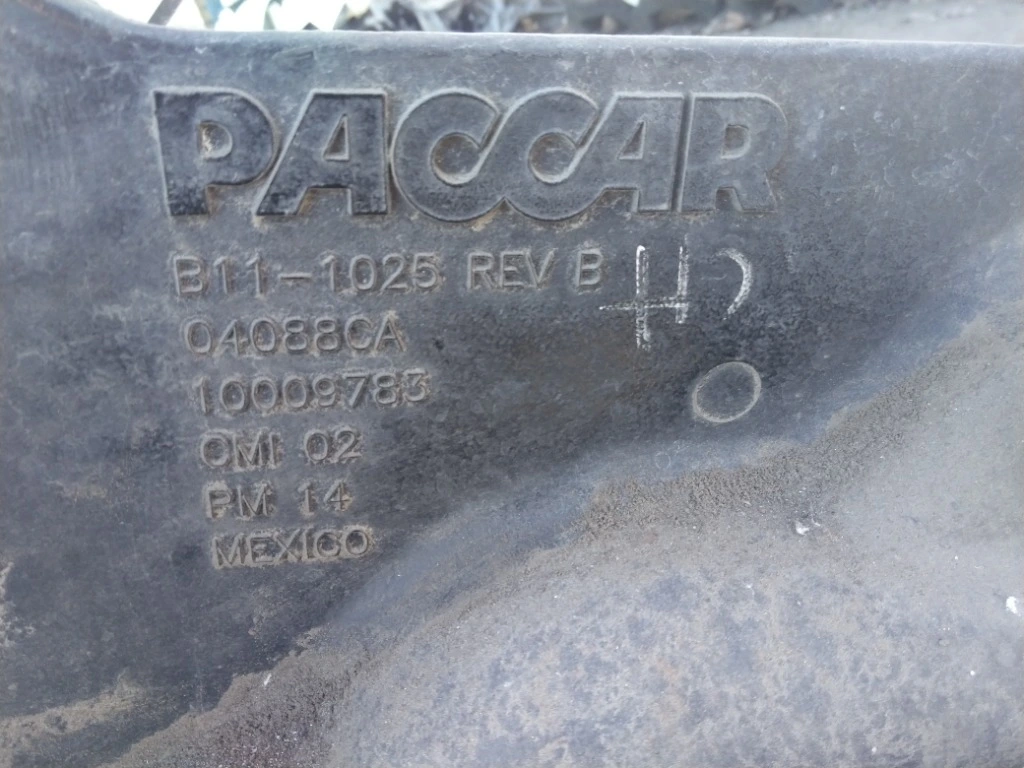 PACCAR
B11-1025 REV B
04088CA
10009783
OMI 02
PM 14
MEXICO